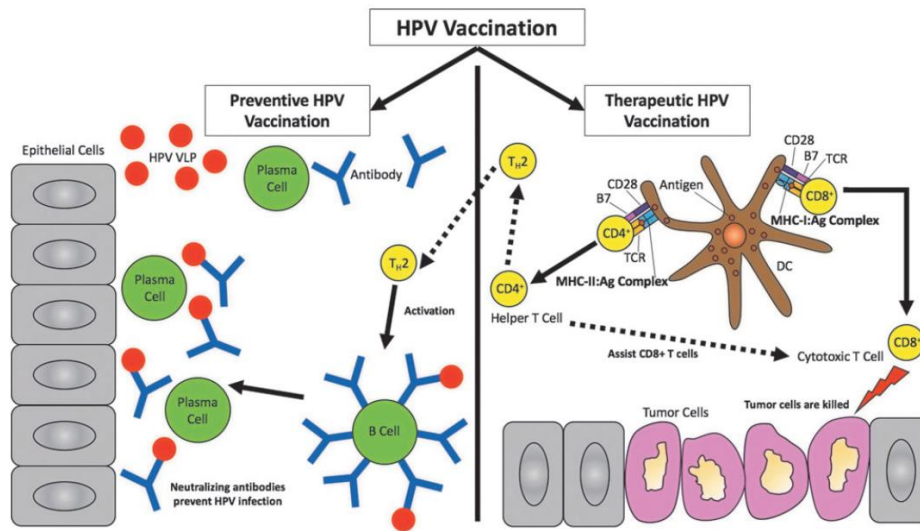 HPV Vaccination
Preventive HPV
Vaccination
Epithelial Cells
HPV VLP
Plasma
Cell
Antibody
Plasma
Cell
Plasma
Cell
Neutralizing antibodies
prevent HPV infection
TH2
TH2
Activation
B Cell
Therapeutic HPV
Vaccination
CD28
B7
TCR
CD8+
MHC-I:Ag Complex
Antigen
CD28
B7
CD4+
TCR
MHC-II:Ag Complex
DC
CD4+
Helper T Cell
Assist CD8+ T cells
Cytotoxic T Cell
CD8+
Tumor Cells
Tumor cells are killed